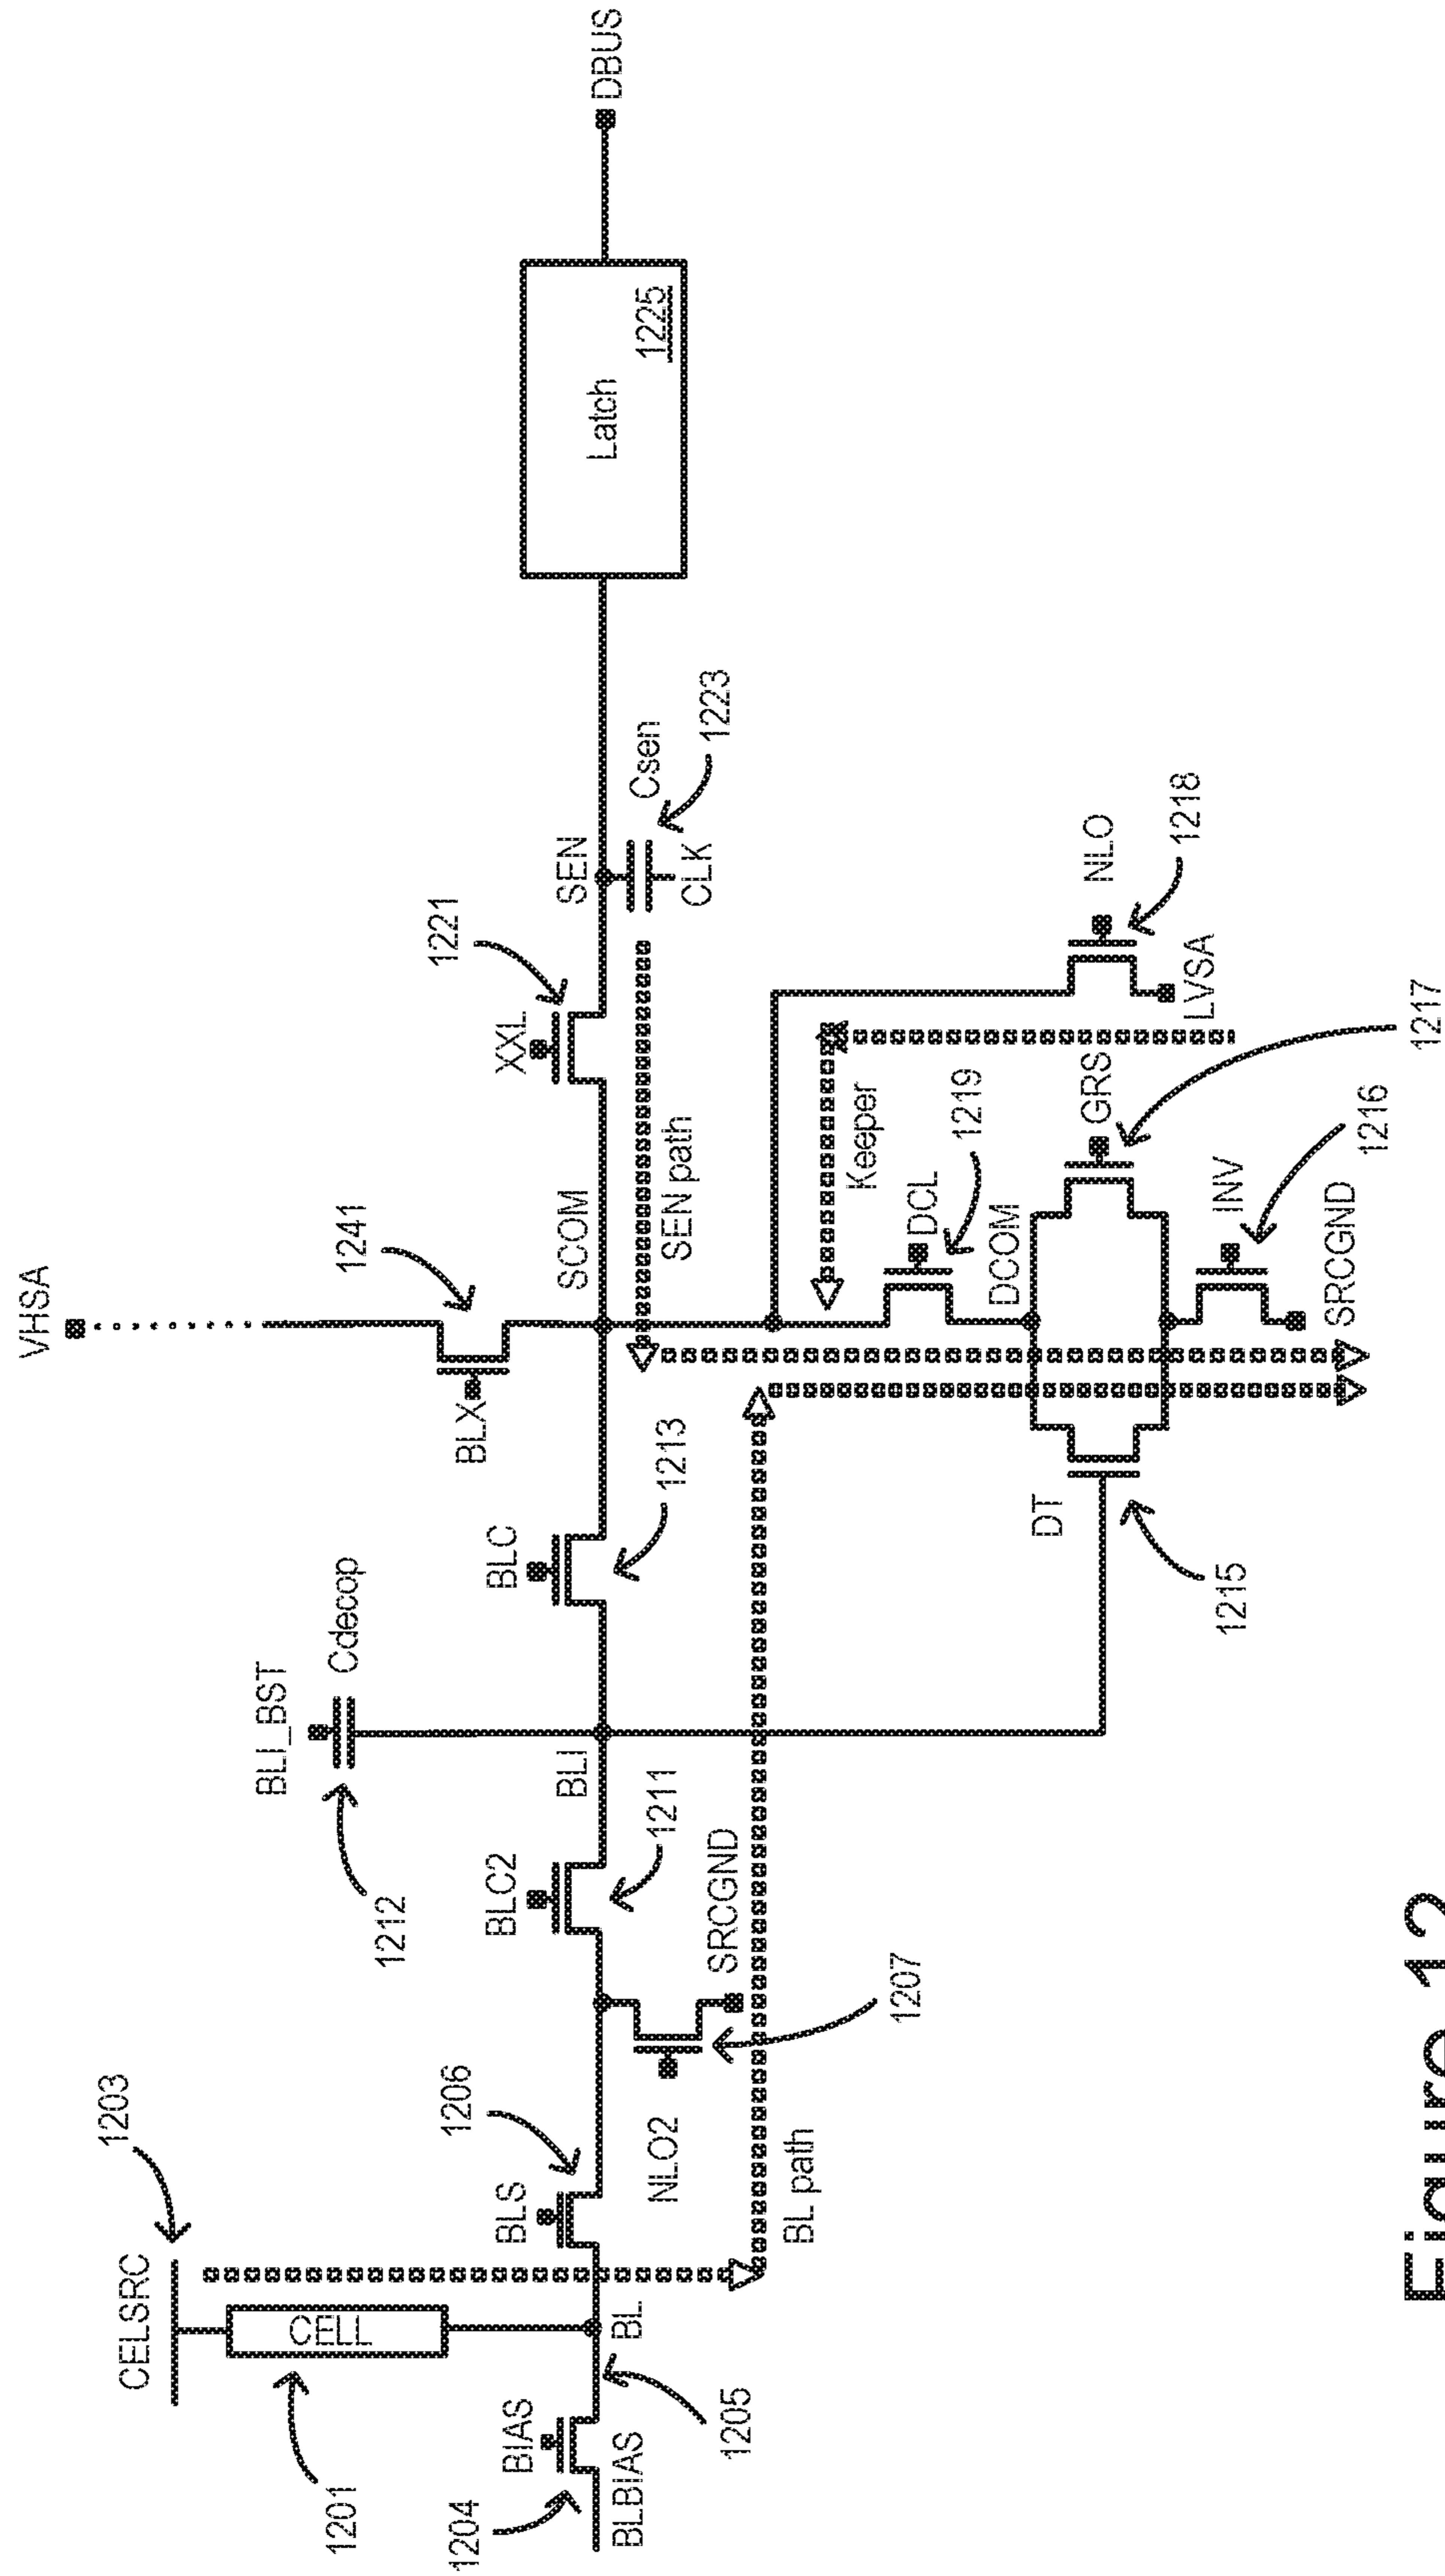 VHSA
1241
BLX
SCOM
XXL
1221
SEN
Csen
1223
CLK
Latch
1225
DBUS
BLI_BST
Cdecop
1212
BLC
1213
BLI
BLC2
1211
SRCGND
1207
NLO2
1206
BLS
1203
CELSRC
CELL
1201
BIAS
1204
BLBIAS
BL
1205
BL path
SEN path
Keeper
DCL
1219
DCOM
NLO
1218
LVSA
GRS
1217
INV
1216
SRCGND
DT
1215
Figure 12